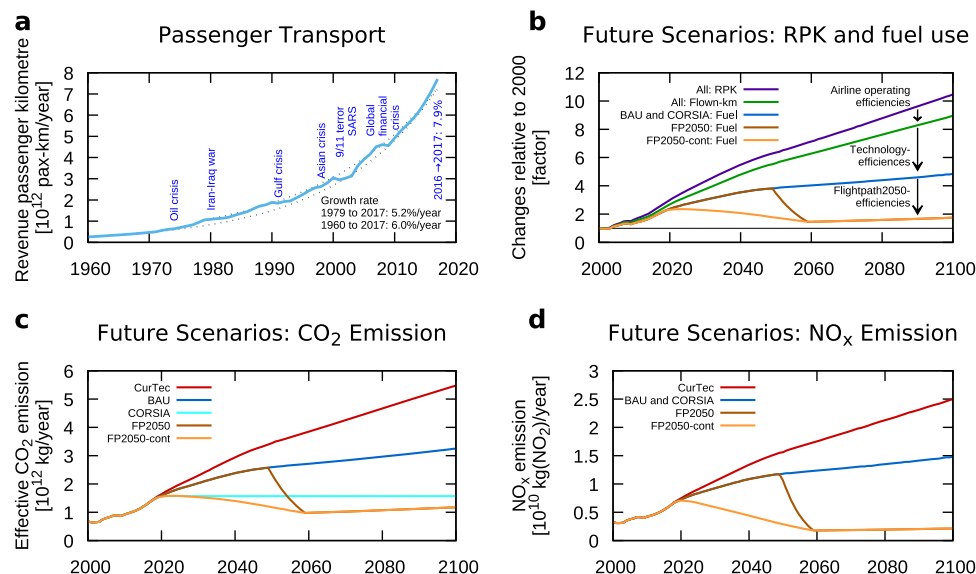 a
Passenger Transport
Revenue passenger kilometre
[10¹² pax-km/year]
8
7
6
5
4
3
2
1
0
1960 1970 1980 1990 2000 2010 2020
Oil crisis
Iran-Iraq war
Gulf crisis
Asian crisis
9/11 terror
SARS
Global
financial
crisis
2016→2017: 7.9%
Growth rate
1979 to 2017: 5.2%/year
1960 to 2017: 6.0%/year
b
Future Scenarios: RPK and fuel use
Changes relative to 2000
[factor]
12
10
8
6
4
2
0
2000 2020 2040 2060 2080 2100
All: RPK
All: Flown-km
BAU and CORSIA: Fuel
FP2050: Fuel
FP2050-cont: Fuel
Airline operating
efficiencies
Technology-
efficiencies
Flightpath2050-
efficiencies
c
Future Scenarios: CO₂ Emission
Effective CO₂ emission
[10¹² kg/year]
6
5
4
3
2
1
0
2000 2020 2040 2060 2080 2100
CurTec
BAU
CORSIA
FP2050
FP2050-cont
d
Future Scenarios: NOₓ Emission
NOₓ emission
[10¹⁰ kg(NO₂)/year]
3
2.5
2
1.5
1
0.5
0
2000 2020 2040 2060 2080 2100
CurTec
BAU and CORSIA
FP2050
FP2050-cont